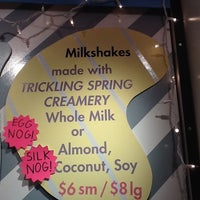 Milkshakes
made with
TRICKLING SPRING
CREAMERY
Whole Milk
or
Almond,
Coconut, Soy
$6 sm / $8 lg
EGG
NOG!
SILK
NOG!